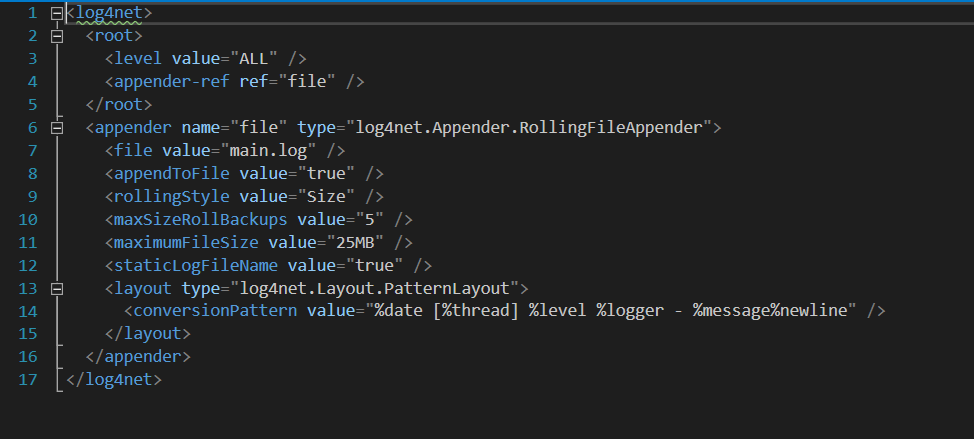 1 <log4net>
2 <root>
3 <level value="ALL" />
4 <appender-ref ref="file" />
5 </root>
6 <appender name="file" type="log4net.Appender.RollingFileAppender">
7 <file value="main.log" />
8 <appendToFile value="true" />
9 <rollingStyle value="Size" />
10 <maxSizeRollBackups value="5" />
11 <maximumFileSize value="25MB" />
12 <staticLogFileName value="true" />
13 <layout type="log4net.Layout.PatternLayout">
14 <conversionPattern value="%date [%thread] %level %logger - %message%newline" />
15 </layout>
16 </appender>
17 </log4net>